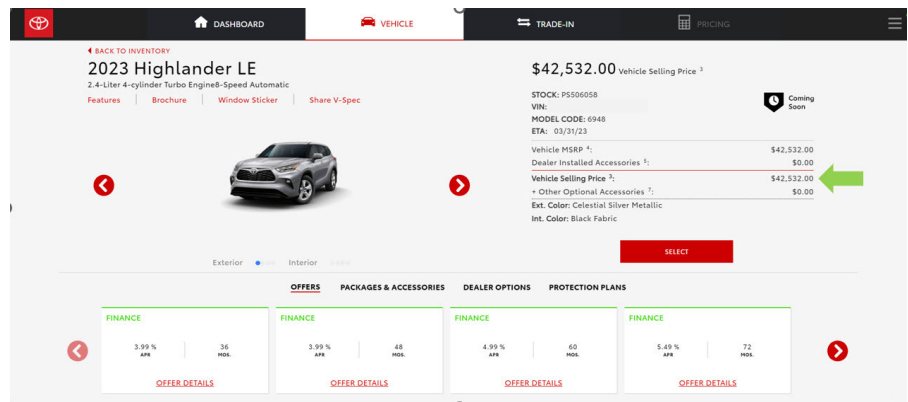 DASHBOARD
VEHICLE
TRADE-IN
PRICING
BACK TO INVENTORY
2023 Highlander LE
2.4-Liter 4-cylinder Turbo Engine8-Speed Automatic
Features | Brochure | Window Sticker | Share V-Spec
$42,532.00 Vehicle Selling Price 3
STOCK: PS506058
VIN:
MODEL CODE: 6948
ETA: 03/31/23
Coming
Soon
Vehicle MSRP 4: $42,532.00
Dealer Installed Accessories 5: $0.00
Vehicle Selling Price 3: $42,532.00
+ Other Optional Accessories 7: $0.00
Ext. Color: Celestial Silver Metallic
Int. Color: Black Fabric
SELECT
Exterior Interior
OFFERS PACKAGES & ACCESSORIES DEALER OPTIONS PROTECTION PLANS
FINANCE
3.99 % 36
APR MOS.
OFFER DETAILS
FINANCE
3.99 % 48
APR MOS.
OFFER DETAILS
FINANCE
4.99 % 60
APR MOS.
OFFER DETAILS
FINANCE
5.49 % 72
APR MOS.
OFFER DETAILS